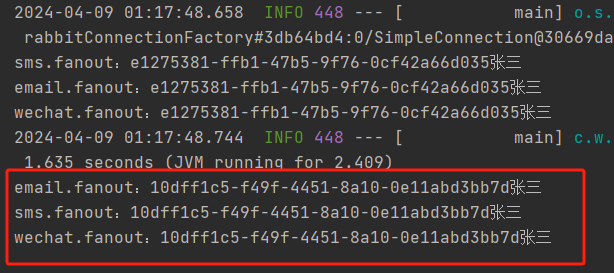 2024-04-09 01:17:48.658  INFO 448 --- [           main] o.s.
 rabbitConnectionFactory#3db64bd4:0/SimpleConnection@30669da
sms.fanout：e1275381-ffb1-47b5-9f76-0cf42a66d035张三
email.fanout：e1275381-ffb1-47b5-9f76-0cf42a66d035张三
wechat.fanout：e1275381-ffb1-47b5-9f76-0cf42a66d035张三
2024-04-09 01:17:48.744  INFO 448 --- [           main] c.w.
 1.635 seconds (JVM running for 2.409)
email.fanout：10dff1c5-f49f-4451-8a10-0e11abd3bb7d张三
sms.fanout：10dff1c5-f49f-4451-8a10-0e11abd3bb7d张三
wechat.fanout：10dff1c5-f49f-4451-8a10-0e11abd3bb7d张三